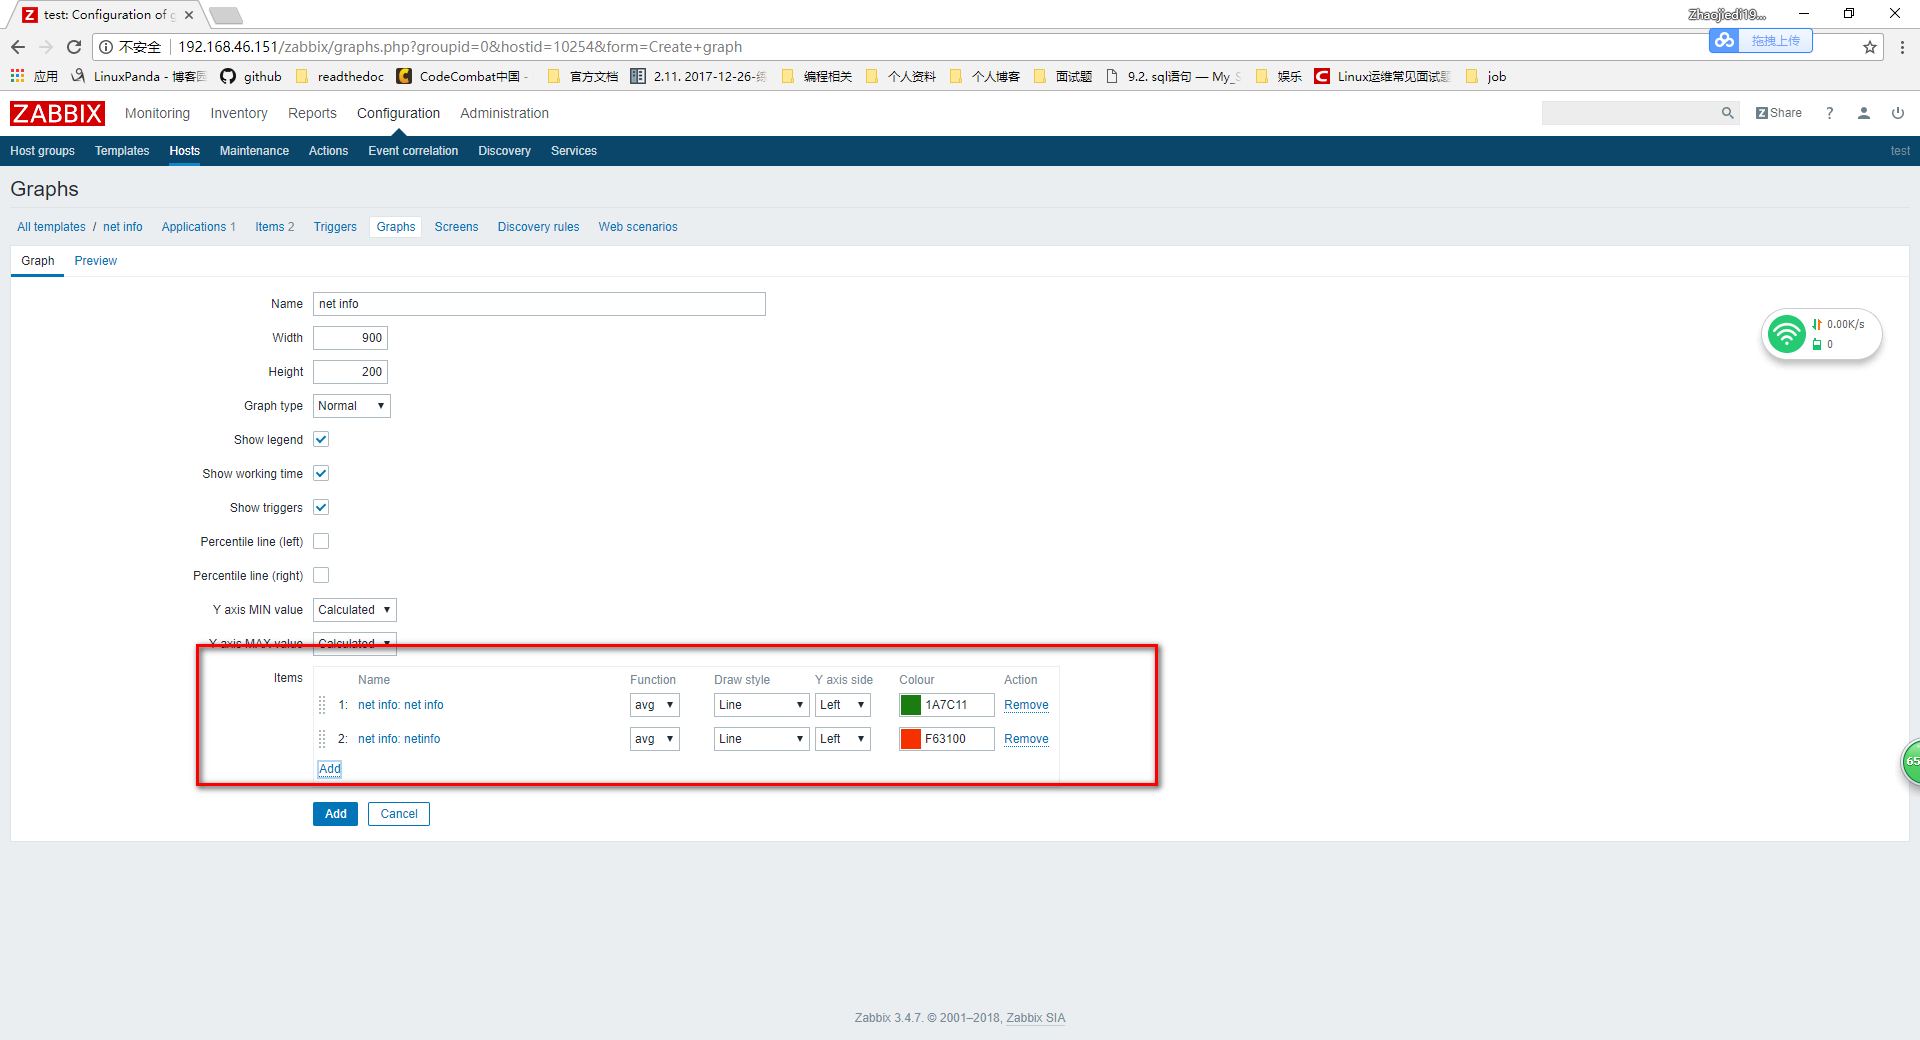 test: Configuration of g
Zhaojiedi19...
不安全 192.168.46.151/zabbix/graphs.php?groupid=0&hostid=10254&form=Create+graph
拖拽上传
应用 LinuxPanda - 博客园 github readthedoc CodeCombat中国 - 官方文档 2.11. 2017-12-26-练 编程相关 个人资料 个人博客 面试题 9.2. sql语句 — My_S 娱乐 Linux运维常见面试题 job
ZABBIX Monitoring Inventory Reports Configuration Administration Z Share ?
Host groups Templates Hosts Maintenance Actions Event correlation Discovery Services test
Graphs
All templates / net info Applications 1 Items 2 Triggers Graphs Screens Discovery rules Web scenarios
Graph Preview
Name net info
Width 900
Height 200
Graph type Normal
Show legend
Show working time
Show triggers
Percentile line (left)
Percentile line (right)
Y axis MIN value Calculated
Y axis MAX value Calculated
Items Name Function Draw style Y axis side Colour Action
1: net info: net info avg Line Left 1A7C11 Remove
2: net info: netinfo avg Line Left F63100 Remove
Add
Add Cancel
0.00K/s
0
65
Zabbix 3.4.7. © 2001–2018, Zabbix SIA